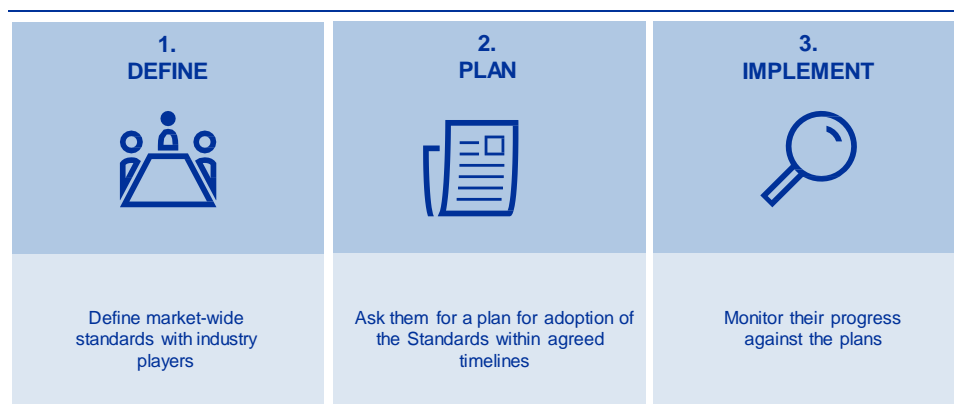 1.
DEFINE
Define market-wide
standards with industry
players
2.
PLAN
Ask them for a plan for adoption of
the Standards within agreed
timelines
3.
IMPLEMENT
Monitor their progress
against the plans